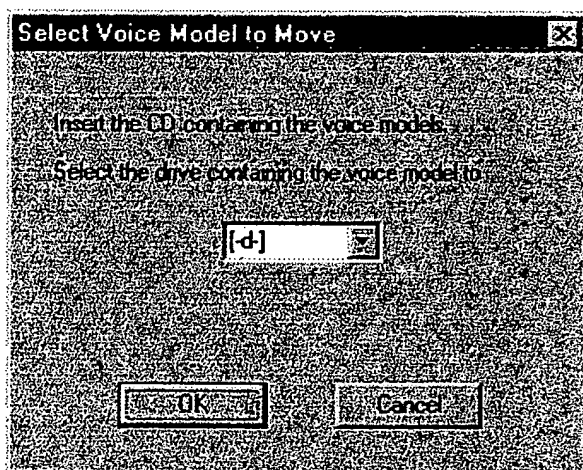 Select Voice Model to Move
Insert the CD containing the voice models.
Select the drive containing the voice model to
[-d-]
OK
Cancel